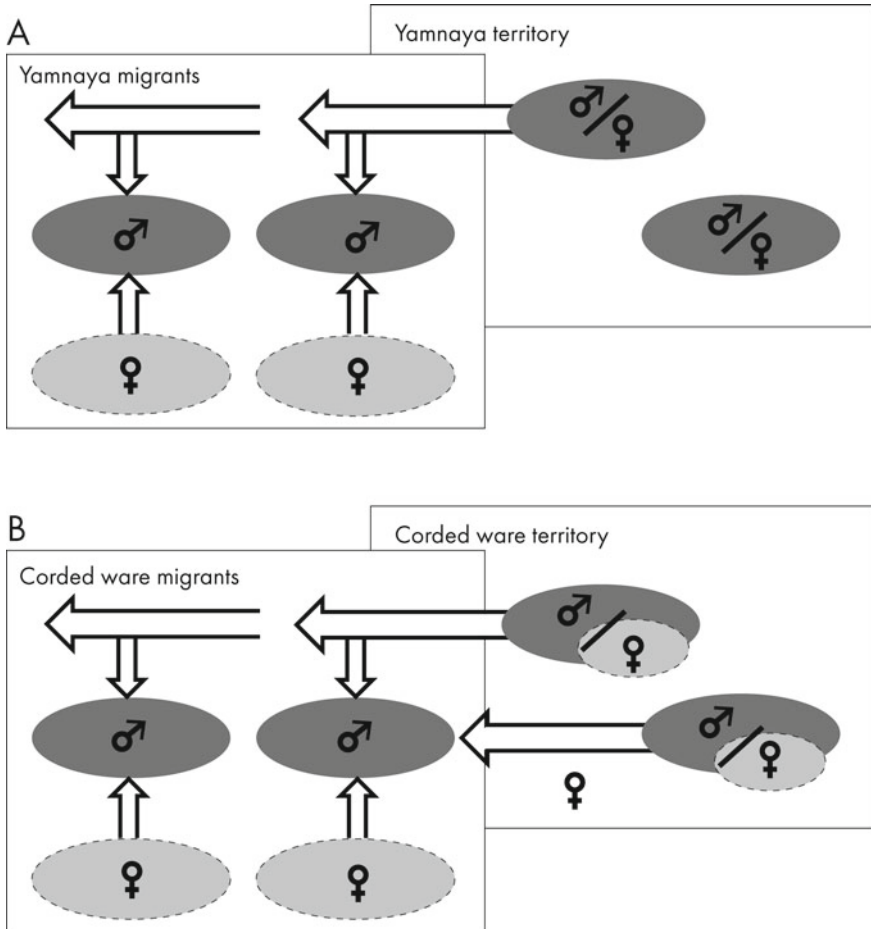 A
Yamnaya territory
Yamnaya migrants
B
Corded ware territory
Corded ware migrants